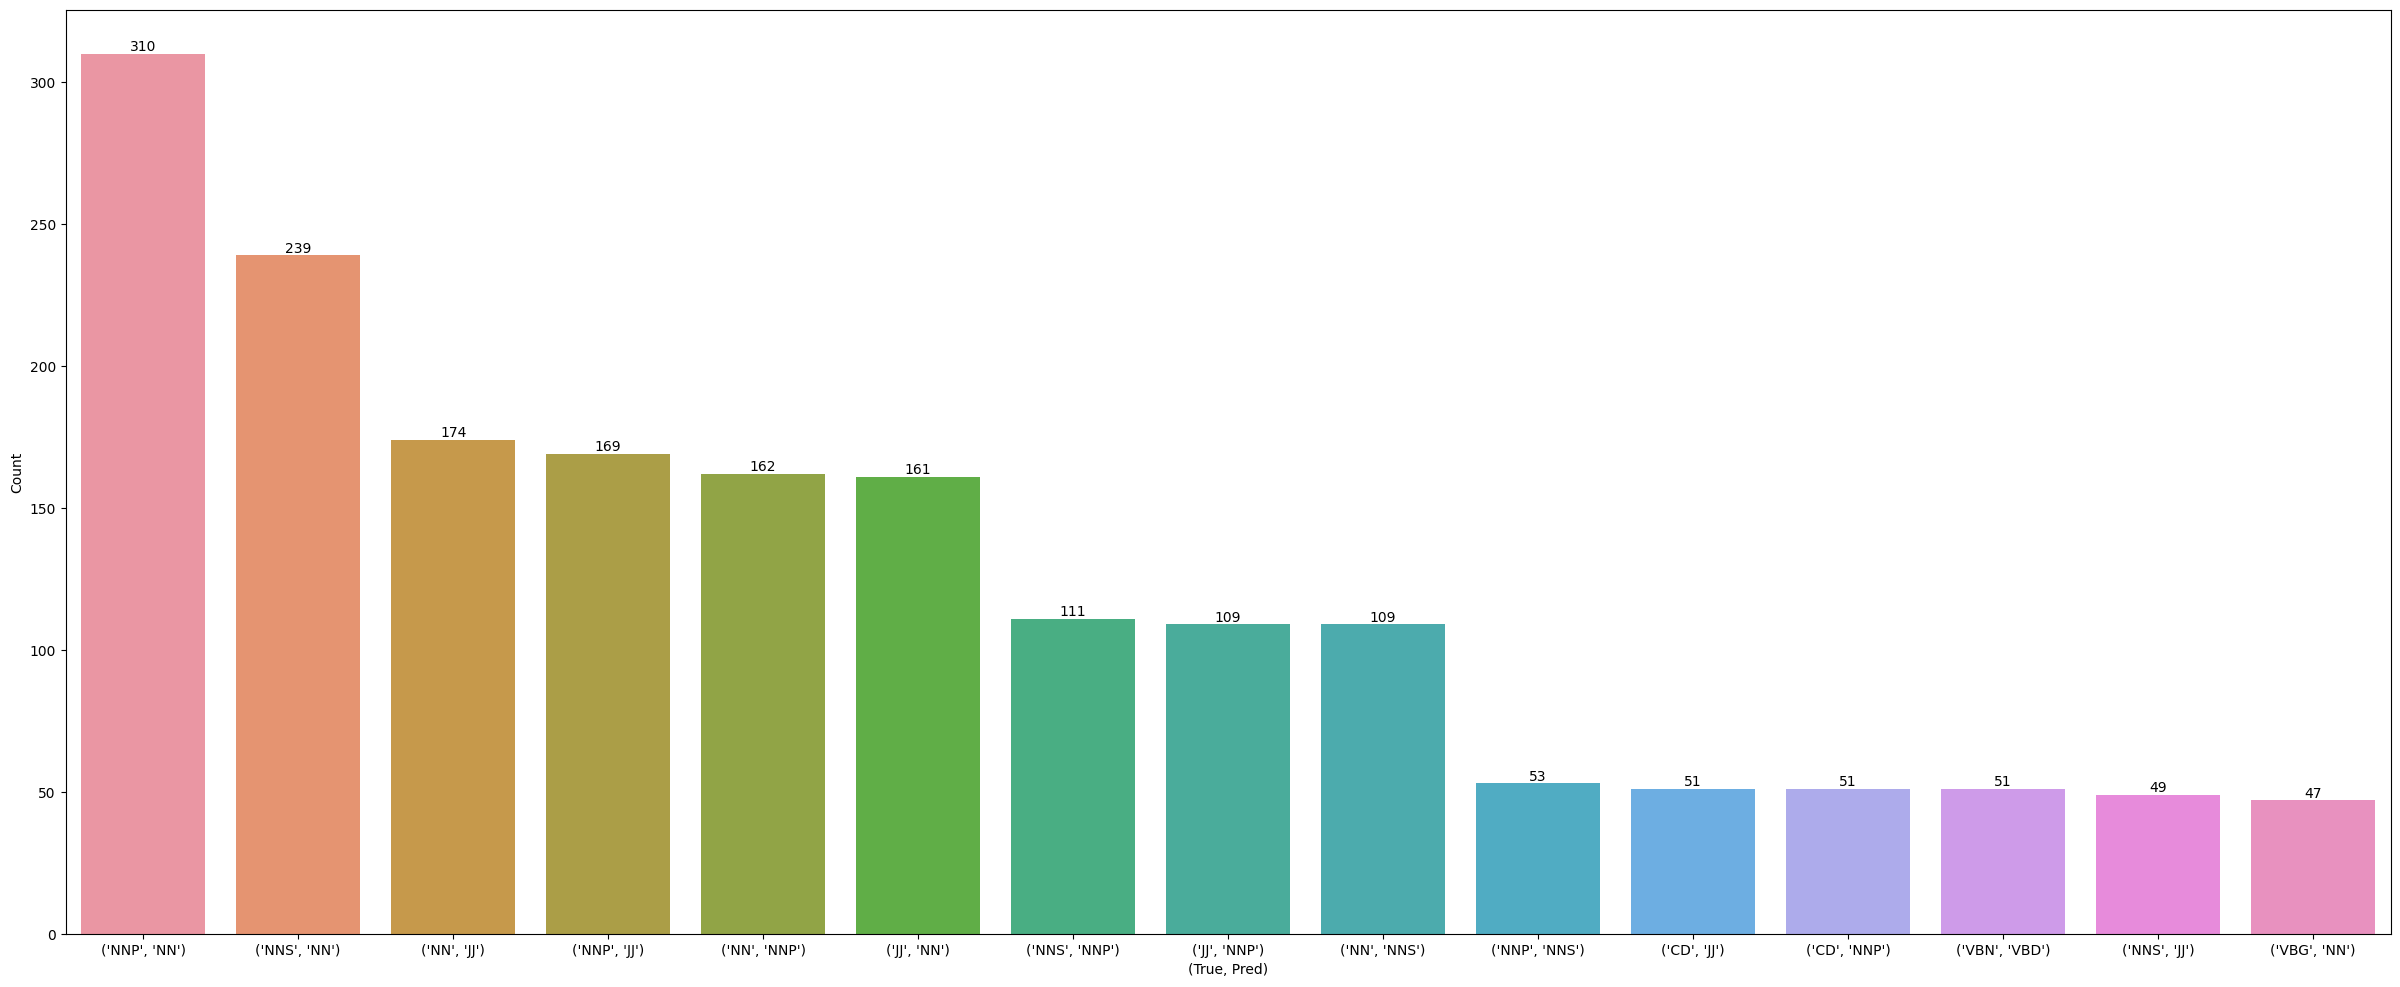 310
300
250
239
200
174
169
162
161
150
111
109
109
100
53
51
51
51
49
47
50
0
Count
('NNP', 'NN')
('NNS', 'NN')
('NN', 'JJ')
('NNP', 'JJ')
('NN', 'NNP')
('JJ', 'NN')
('NNS', 'NNP')
('JJ', 'NNP')
('NN', 'NNS')
('NNP', 'NNS')
('CD', 'JJ')
('CD', 'NNP')
('VBN', 'VBD')
('NNS', 'JJ')
('VBG', 'NN')
(True, Pred)